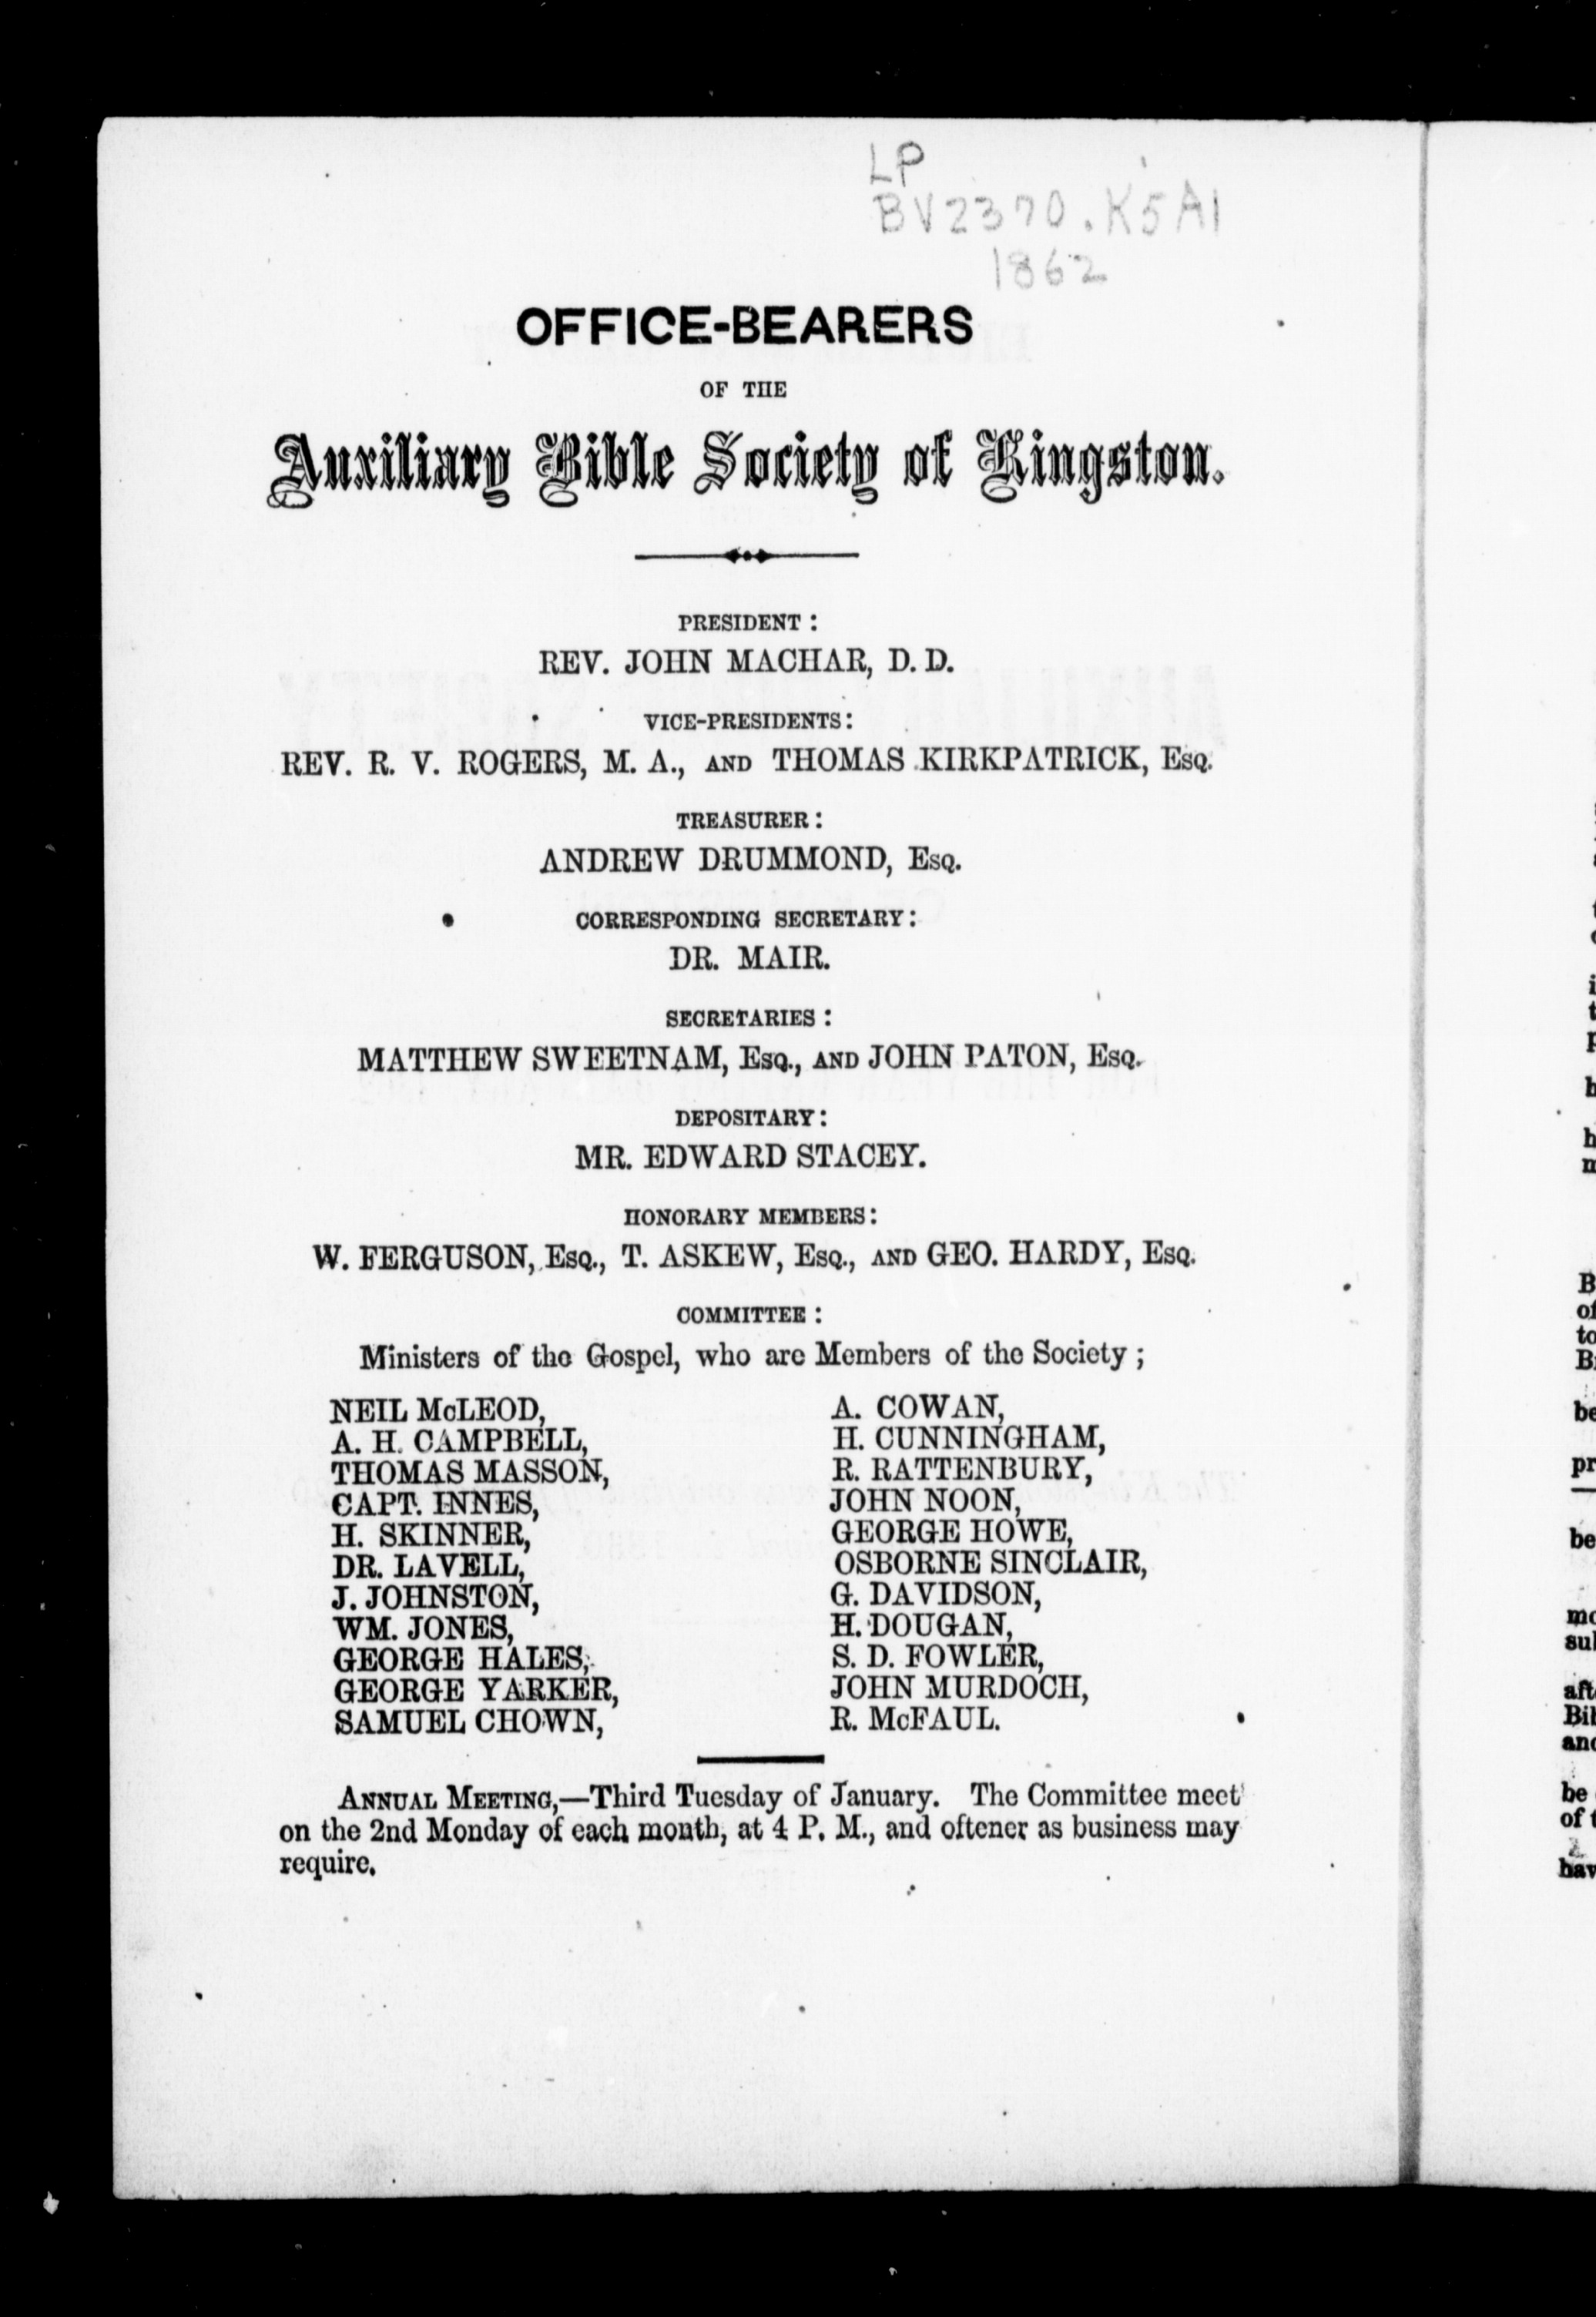 LP
BV2370.K5A1
1862
OFFICE-BEARERS
OF THE
Auxiliary Bible Society of Kingston.
PRESIDENT:
REV. JOHN MACHAR, D. D.
VICE-PRESIDENTS:
REV. R. V. ROGERS, M. A., AND THOMAS KIRKPATRICK, Esq.
TREASURER:
ANDREW DRUMMOND, Esq.
CORRESPONDING SECRETARY:
DR. MAIR.
SECRETARIES:
MATTHEW SWEETNAM, Esq., AND JOHN PATON, Esq.
DEPOSITARY:
MR. EDWARD STACEY.
HONORARY MEMBERS:
W. FERGUSON, Esq., T. ASKEW, Esq., AND GEO. HARDY, Esq.
COMMITTEE:
Ministers of the Gospel, who are Members of the Society;
NEIL McLEOD,
A. H. CAMPBELL,
THOMAS MASSON,
CAPT. INNES,
H. SKINNER,
DR. LAVELL,
J. JOHNSTON,
WM. JONES,
GEORGE HALES,
GEORGE YARKER,
SAMUEL CHOWN,
A. COWAN,
H. CUNNINGHAM,
R. RATTENBURY,
JOHN NOON,
GEORGE HOWE,
OSBORNE SINCLAIR,
G. DAVIDSON,
H. DOUGAN,
S. D. FOWLER,
JOHN MURDOCH,
R. McFAUL.
ANNUAL MEETING,—Third Tuesday of January. The Committee meet
on the 2nd Monday of each month, at 4 P. M., and oftener as business may
require.